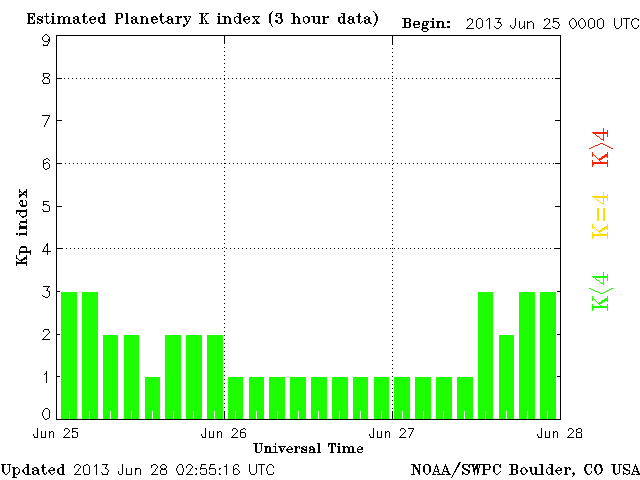 Estimated Planetary K index (3 hour data) Begin: 2013 Jun 25 0000 UTC
9
8
7
6
5
4
3
2
1
0
Kp index
K>4
K=4
K<4
Jun 25 Jun 26 Jun 27 Jun 28
Universal Time
Updated 2013 Jun 28 02:55:16 UTC NOAA/SWPC Boulder, CO USA